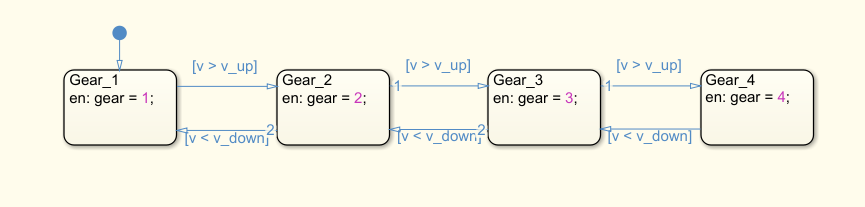 [v > v_up]
[v > v_up]
[v > v_up]
Gear_1
en: gear = 1;
Gear_2
en: gear = 2;
1
Gear_3
en: gear = 3;
1
Gear_4
en: gear = 4;
2
[v < v_down]
2
[v < v_down]
[v < v_down]